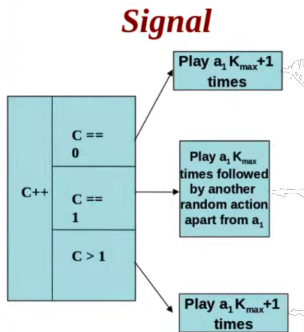 Signal
Play a₁ Kₘₐₓ+1
times
C++
C ==
0
C ==
1
C > 1
Play a₁ Kₘₐₓ
times followed
by another
random action
apart from a₁
Play a₁ Kₘₐₓ+1
times